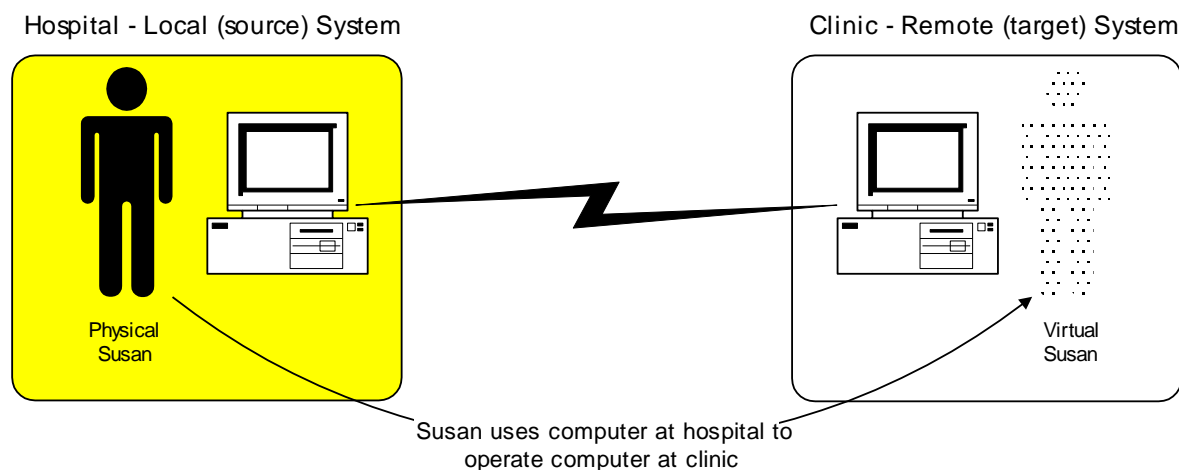 Hospital - Local (source) System
Clinic - Remote (target) System
Physical
Susan
Virtual
Susan
Susan uses computer at hospital to
operate computer at clinic